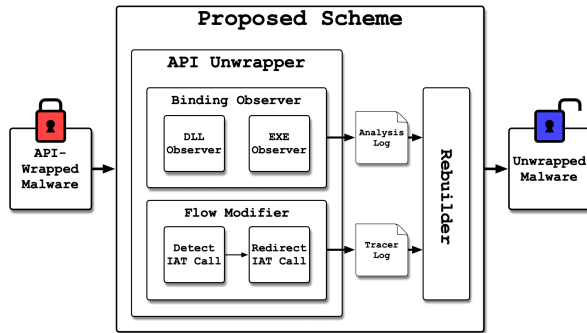 Proposed Scheme
API Unwrapper
Binding Observer
DLL
Observer
EXE
Observer
Analysis
Log
API-
Wrapped
Malware
Rebuilder
Unwrapped
Malware
Flow Modifier
Detect
IAT Call
Redirect
IAT Call
Tracer
Log